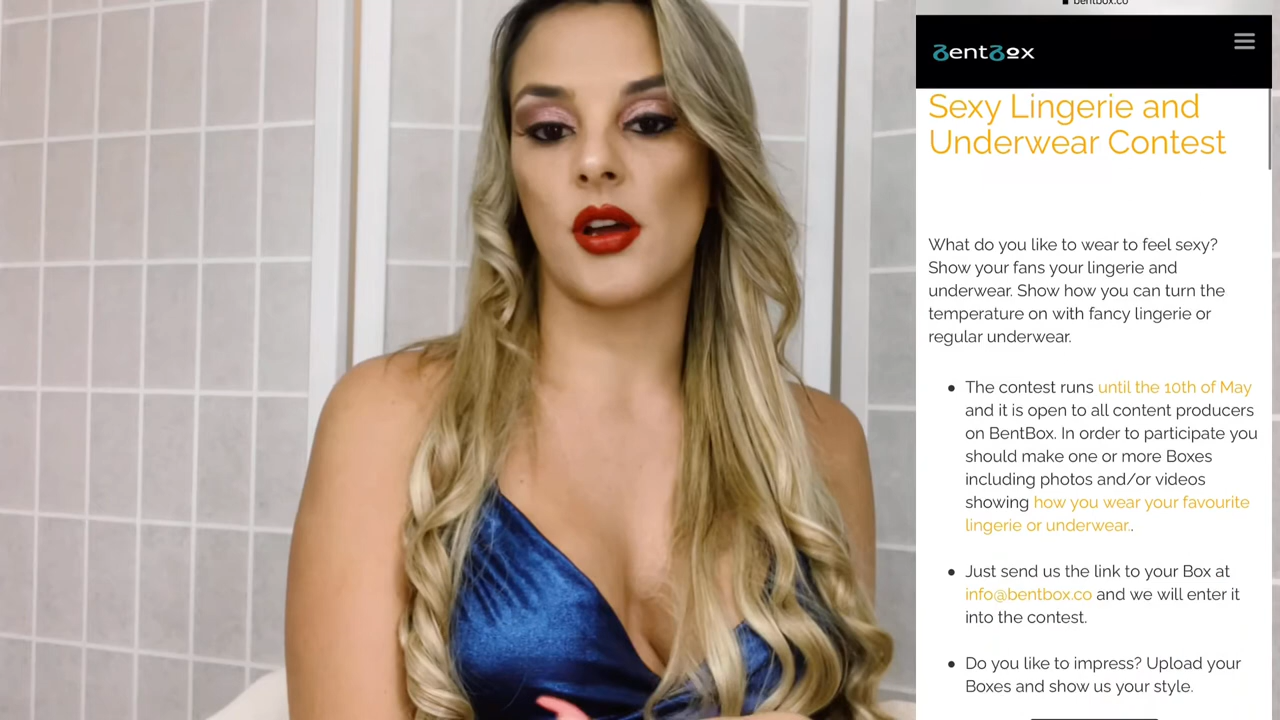 bentbox.co
BentBox
Sexy Lingerie and
Underwear Contest
What do you like to wear to feel sexy?
Show your fans your lingerie and
underwear. Show how you can turn the
temperature on with fancy lingerie or
regular underwear.
● The contest runs until the 10th of May
and it is open to all content producers
on BentBox. In order to participate you
should make one or more Boxes
including photos and/or videos
showing how you wear your favourite
lingerie or underwear..
● Just send us the link to your Box at
info@bentbox.co and we will enter it
into the contest.
● Do you like to impress? Upload your
Boxes and show us your style.